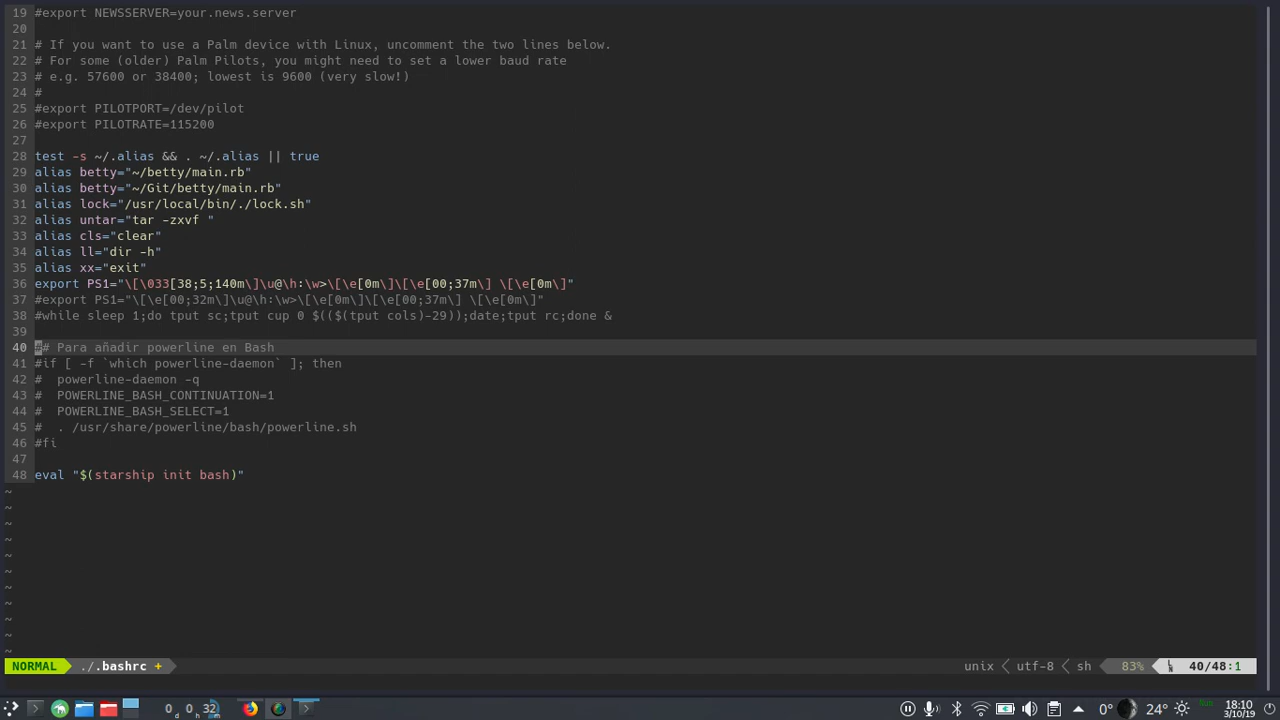 19 #export NEWSSERVER=your.news.server
20
21 # If you want to use a Palm device with Linux, uncomment the two lines below.
22 # For some (older) Palm Pilots, you might need to set a lower baud rate
23 # e.g. 57600 or 38400; lowest is 9600 (very slow!)
24 #
25 #export PILOTPORT=/dev/pilot
26 #export PILOTRATE=115200
27
28 test -s ~/.alias && . ~/.alias || true
29 alias betty="~/betty/main.rb"
30 alias betty="~/Git/betty/main.rb"
31 alias lock="/usr/local/bin/./lock.sh"
32 alias untar="tar -zxvf "
33 alias cls="clear"
34 alias ll="dir -h"
35 alias xx="exit"
36 export PS1="\[\033[38;5;140m\]\u@\h:\w>\[\e[0m\]\[\e[00;37m\] \[\e[0m\]"
37 #export PS1="\[\e[00;32m\]\u@\h:\w>\[\e[0m\]\[\e[00;37m\] \[\e[0m\]"
38 #while sleep 1;do tput sc;tput cup 0 $(($(tput cols)-29));date;tput rc;done &
39
40 ## Para añadir powerline en Bash
41 #if [ -f `which powerline-daemon` ]; then
42 #  powerline-daemon -q
43 #  POWERLINE_BASH_CONTINUATION=1
44 #  POWERLINE_BASH_SELECT=1
45 #  . /usr/share/powerline/bash/powerline.sh
46 #fi
47
48 eval "$(starship init bash)"
~
~
~
~
~
~
~
~
~
~
~
NORMAL ./.bashrc + unix utf-8 sh 83% 40/48:1
0d 0h 32m 0° 24° 18:10
3/10/19